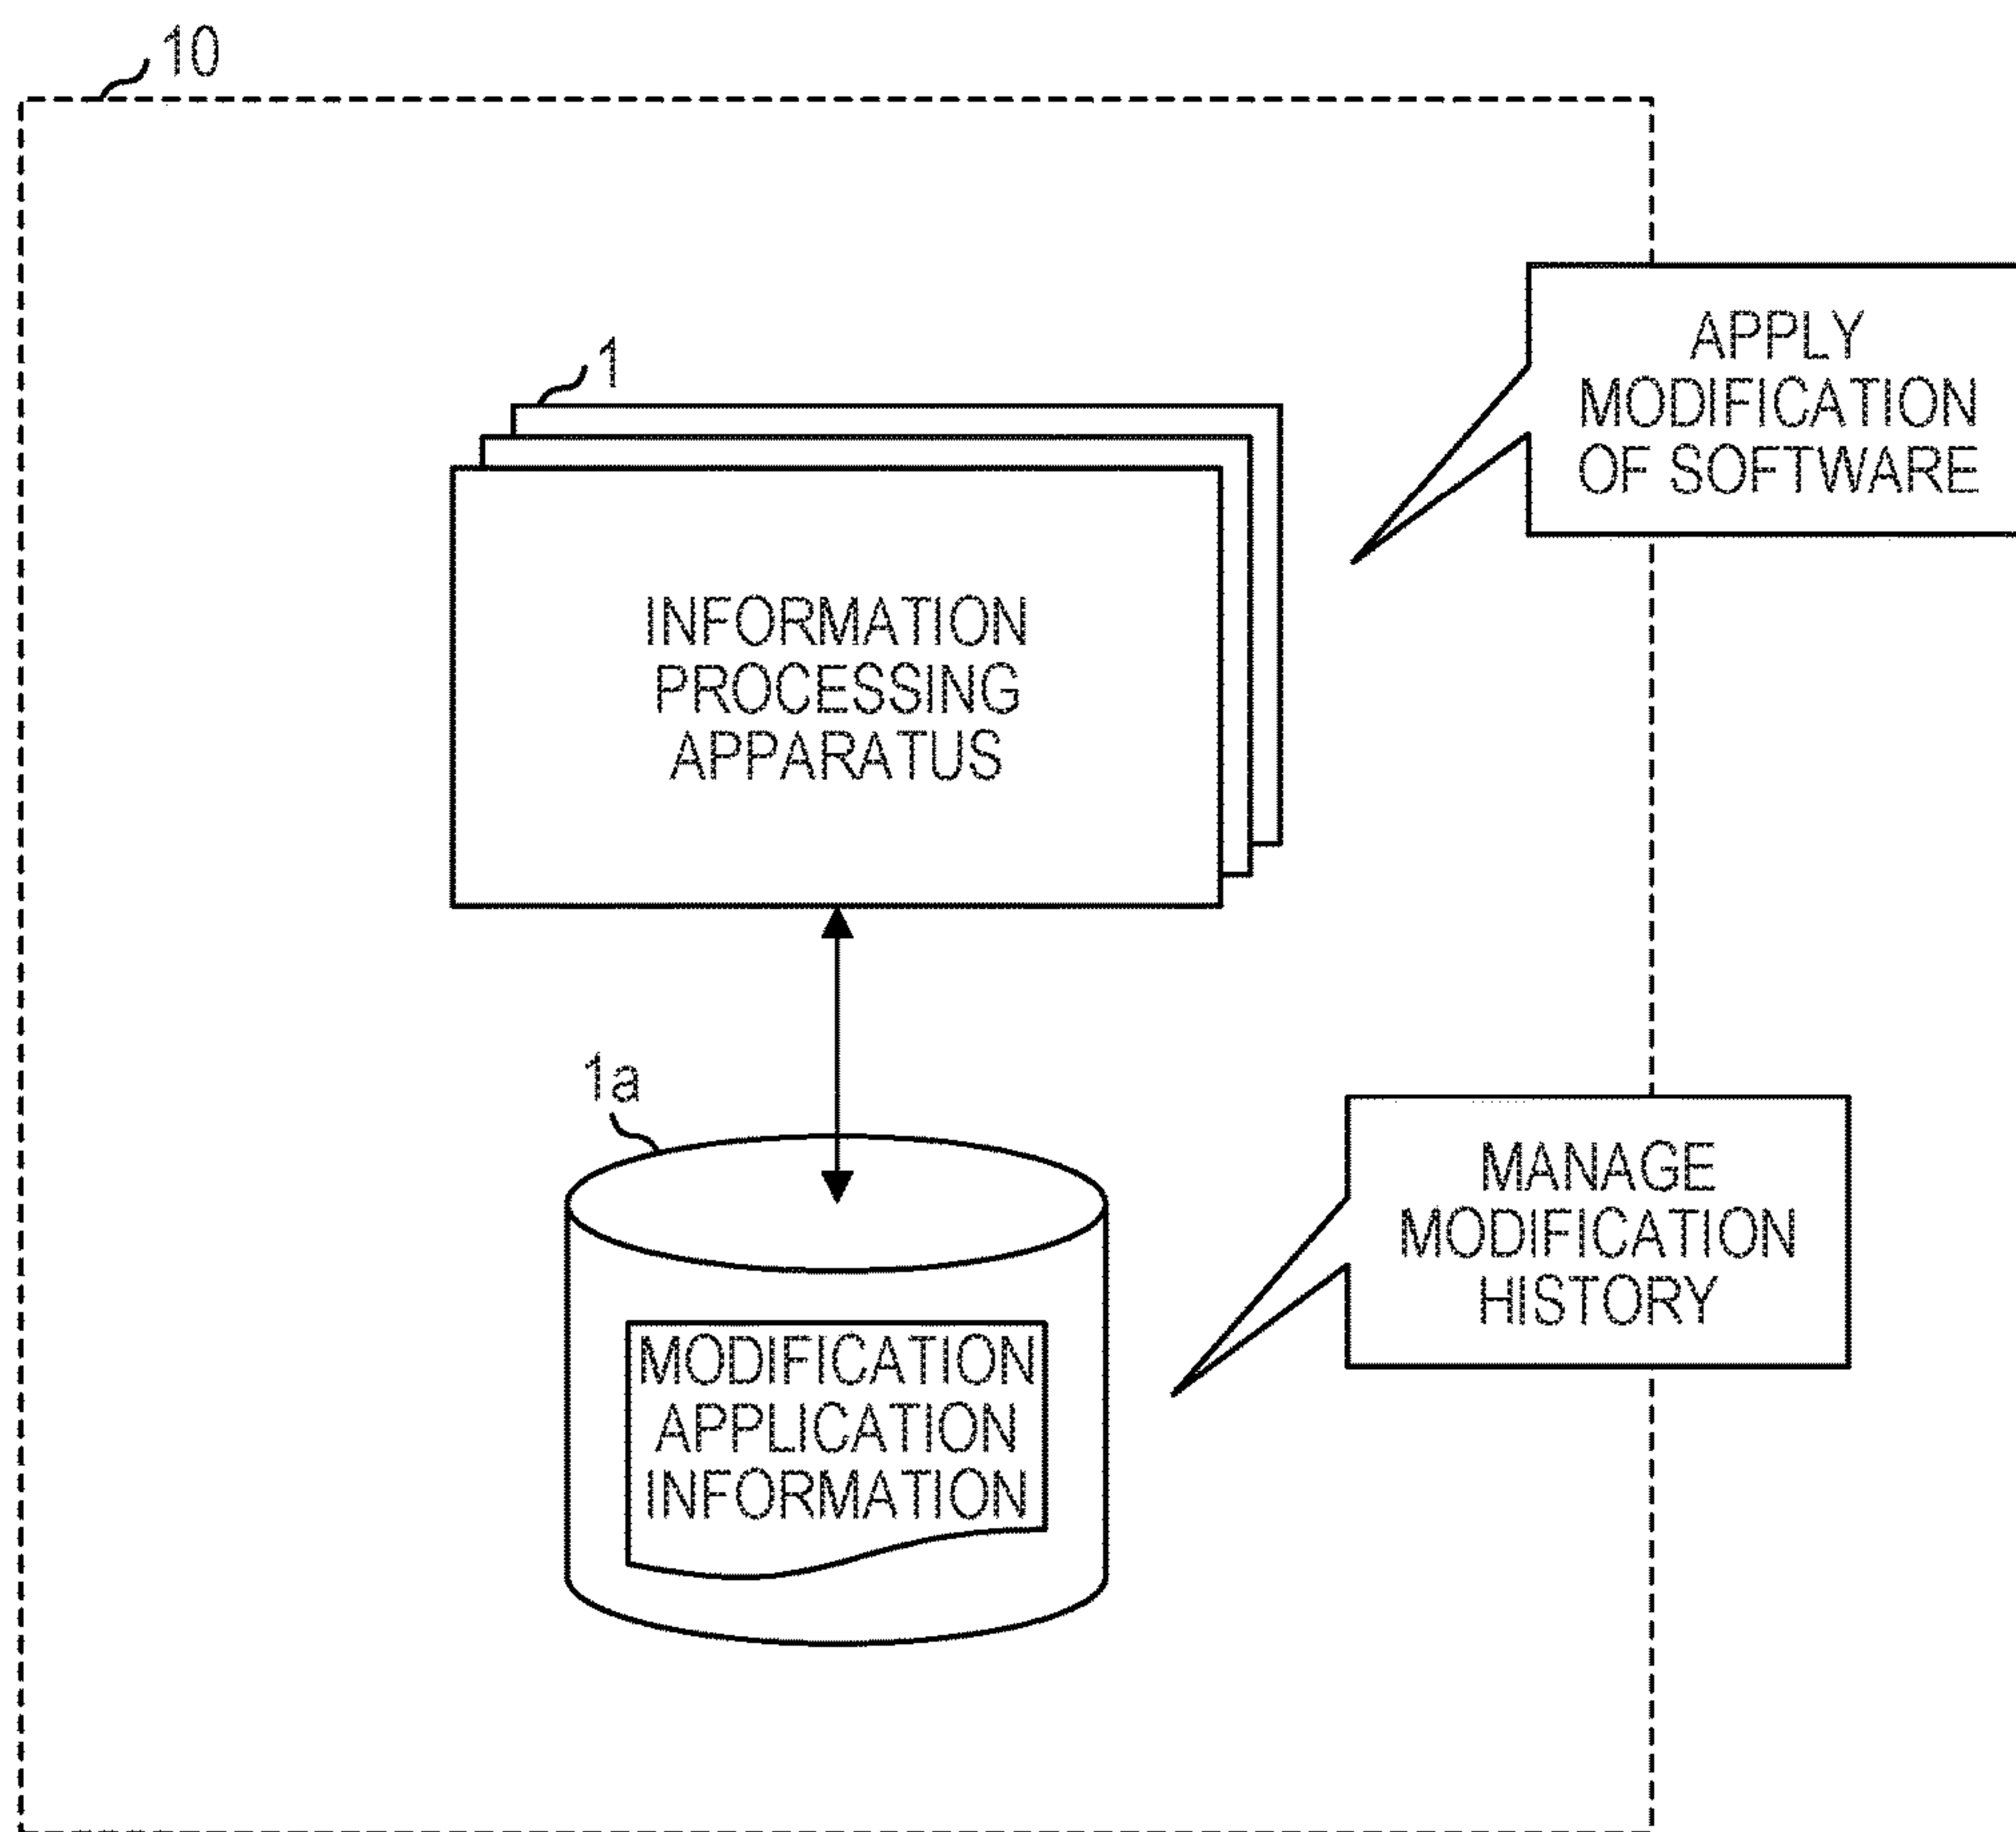 10
1
APPLY
MODIFICATION
OF SOFTWARE
INFORMATION
PROCESSING
APPARATUS
1a
MANAGE
MODIFICATION
HISTORY
MODIFICATION
APPLICATION
INFORMATION